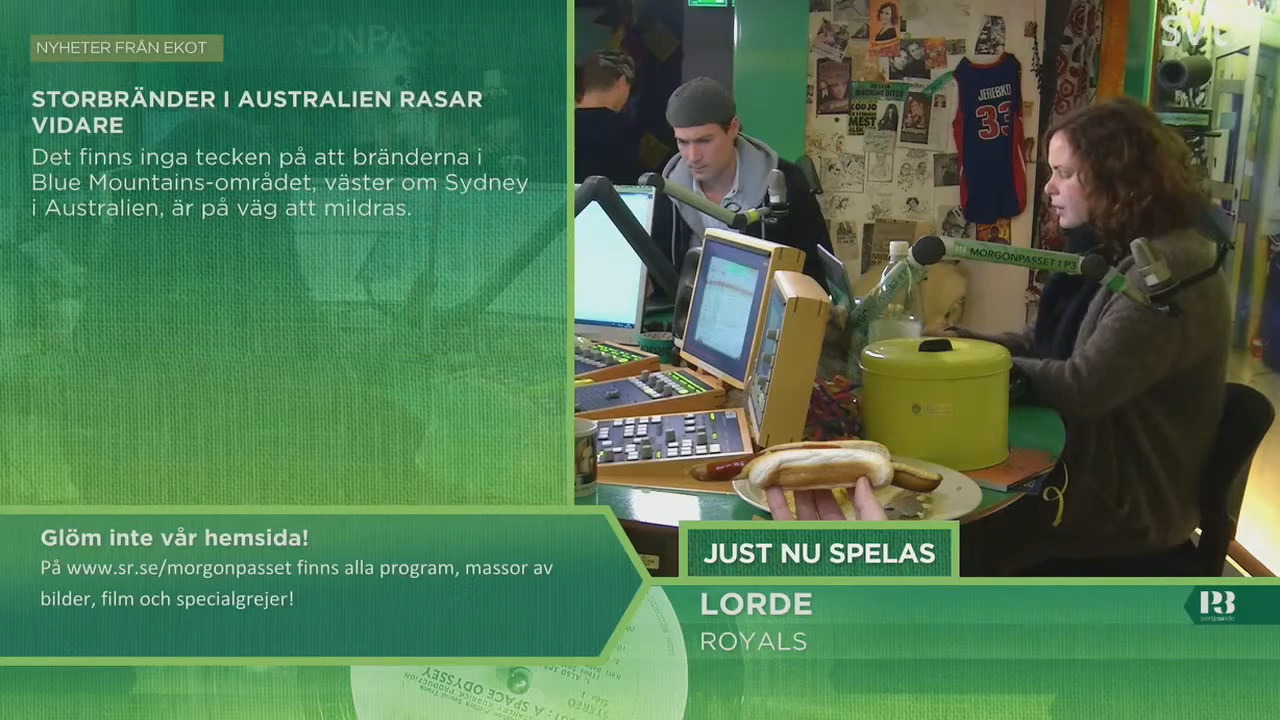 NYHETER FRÅN EKOT
STORBRÄNDER I AUSTRALIEN RASAR
VIDARE
Det finns inga tecken på att bränderna i
Blue Mountains-området, väster om Sydney
i Australien, är på väg att mildras.
svt
JEREBKO
33
MORGONPASSET I P3
Glöm inte vår hemsida!
På www.sr.se/morgonpasset finns alla program, massor av
bilder, film och specialgrejer!
JUST NU SPELAS
LORDE
ROYALS
P3
SPACE ODYSSEY
STEREO